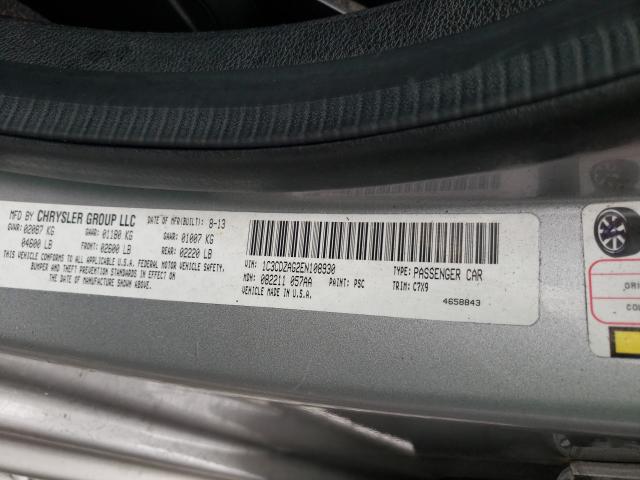 MFD BY CHRYSLER GROUP LLC
DATE OF MFR(BUILT): 8-13
GVWR: 02087 KG
04600 LB
GAWR: 01180 KG
FRONT: 02600 LB
GAWR: 01007 KG
REAR: 02220 LB
THIS VEHICLE CONFORMS TO ALL APPLICABLE U.S.A. FEDERAL MOTOR VEHICLE SAFETY,
BUMPER AND THEFT PREVENTION STANDARDS IN EFFECT ON
THE DATE OF MANUFACTURE SHOWN ABOVE.
VIN: 1C3CDZAG2EN108930
TYPE: PASSENGER CAR
MDH: 082211 057AA
PAINT: PSC
TRIM: C7X9
VEHICLE MADE IN U.S.A.
4658843